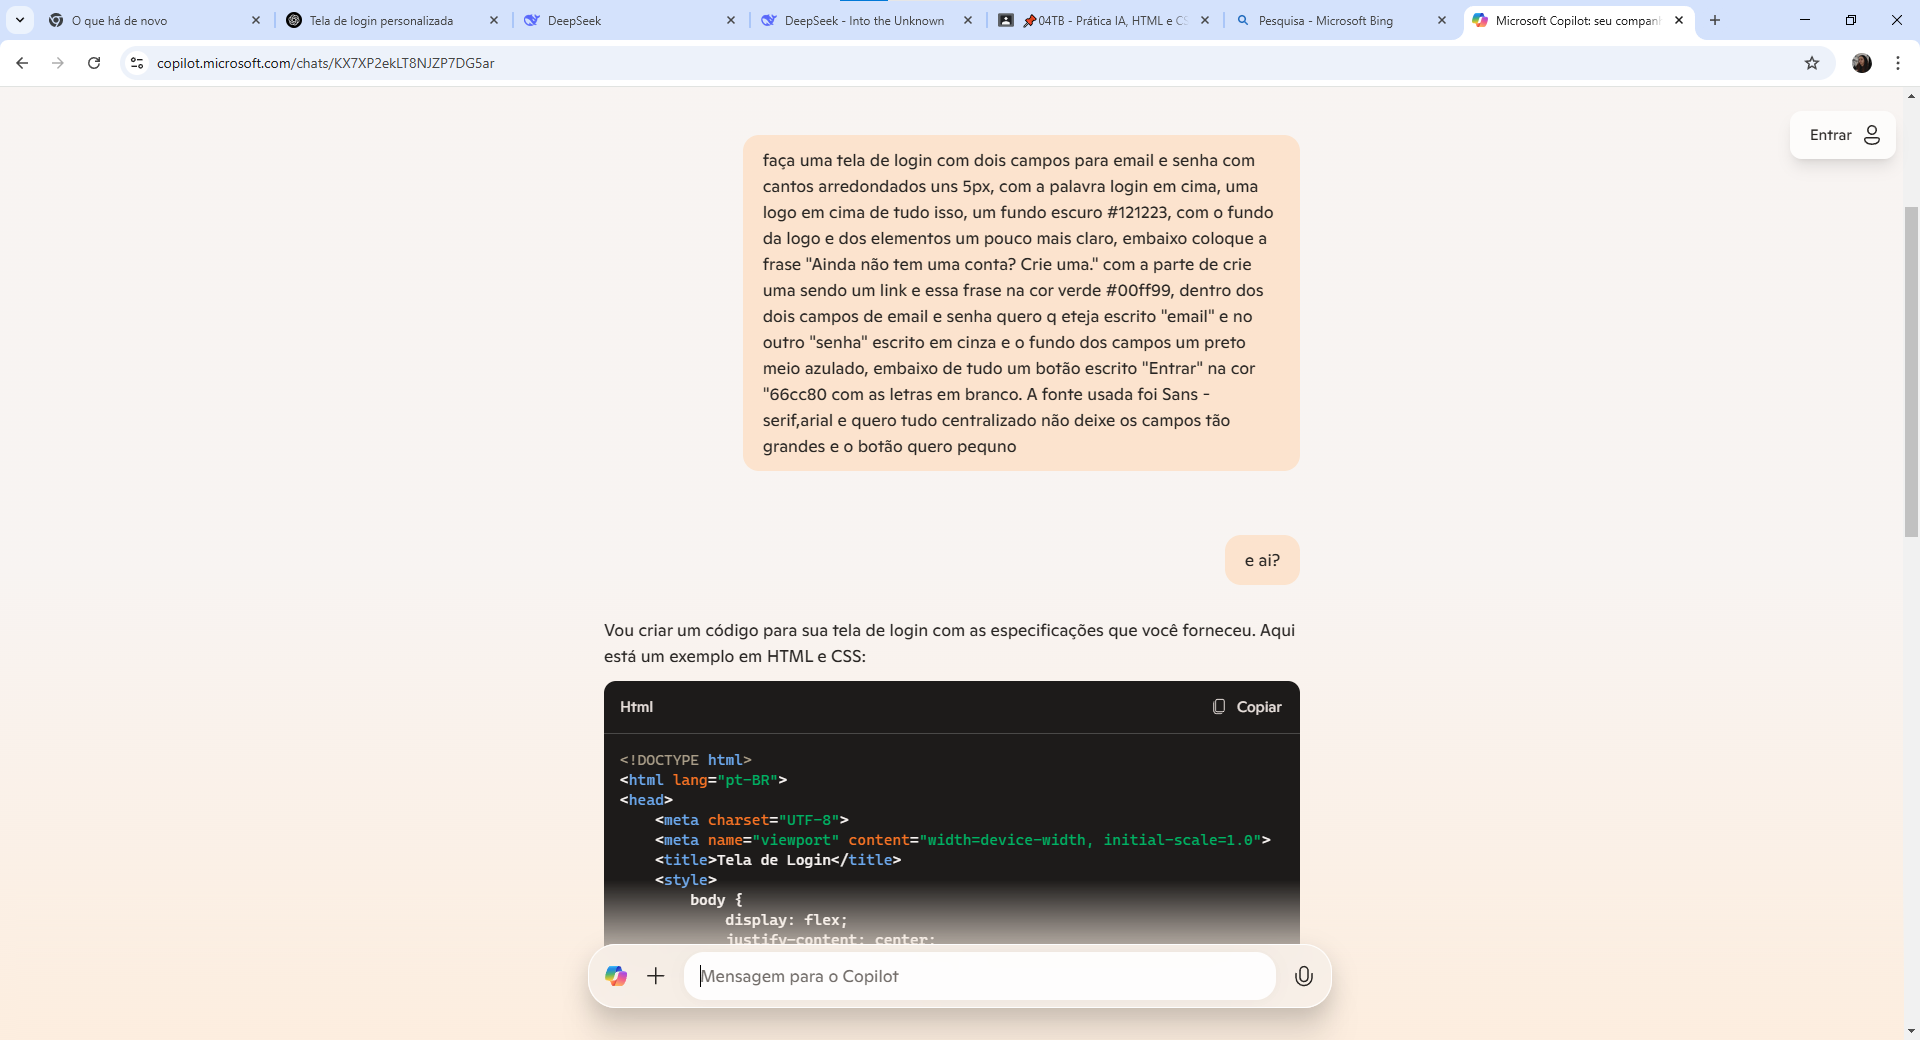 O que há de novo
Tela de login personalizada
DeepSeek
DeepSeek - Into the Unknown
04TB - Prática IA, HTML e CS
Pesquisa - Microsoft Bing
Microsoft Copilot: seu companh
copilot.microsoft.com/chats/KX7XP2ekLT8NJZP7DG5ar
Entrar
faça uma tela de login com dois campos para email e senha com
cantos arredondados uns 5px, com a palavra login em cima, uma
logo em cima de tudo isso, um fundo escuro #121223, com o fundo
da logo e dos elementos um pouco mais claro, embaixo coloque a
frase "Ainda não tem uma conta? Crie uma." com a parte de crie
uma sendo um link e essa frase na cor verde #00ff99, dentro dos
dois campos de email e senha quero q eteja escrito "email" e no
outro "senha" escrito em cinza e o fundo dos campos um preto
meio azulado, embaixo de tudo um botão escrito "Entrar" na cor
"66cc80 com as letras em branco. A fonte usada foi Sans -
serif,arial e quero tudo centralizado não deixe os campos tão
grandes e o botão quero pequno
e ai?
Vou criar um código para sua tela de login com as especificações que você forneceu. Aqui
está um exemplo em HTML e CSS:
Html
Copiar
<!DOCTYPE html>
<html lang="pt-BR">
<head>
<meta charset="UTF-8">
<meta name="viewport" content="width=device-width, initial-scale=1.0">
<title>Tela de Login</title>
<style>
body {
display: flex;
justify-content: center;
Mensagem para o Copilot